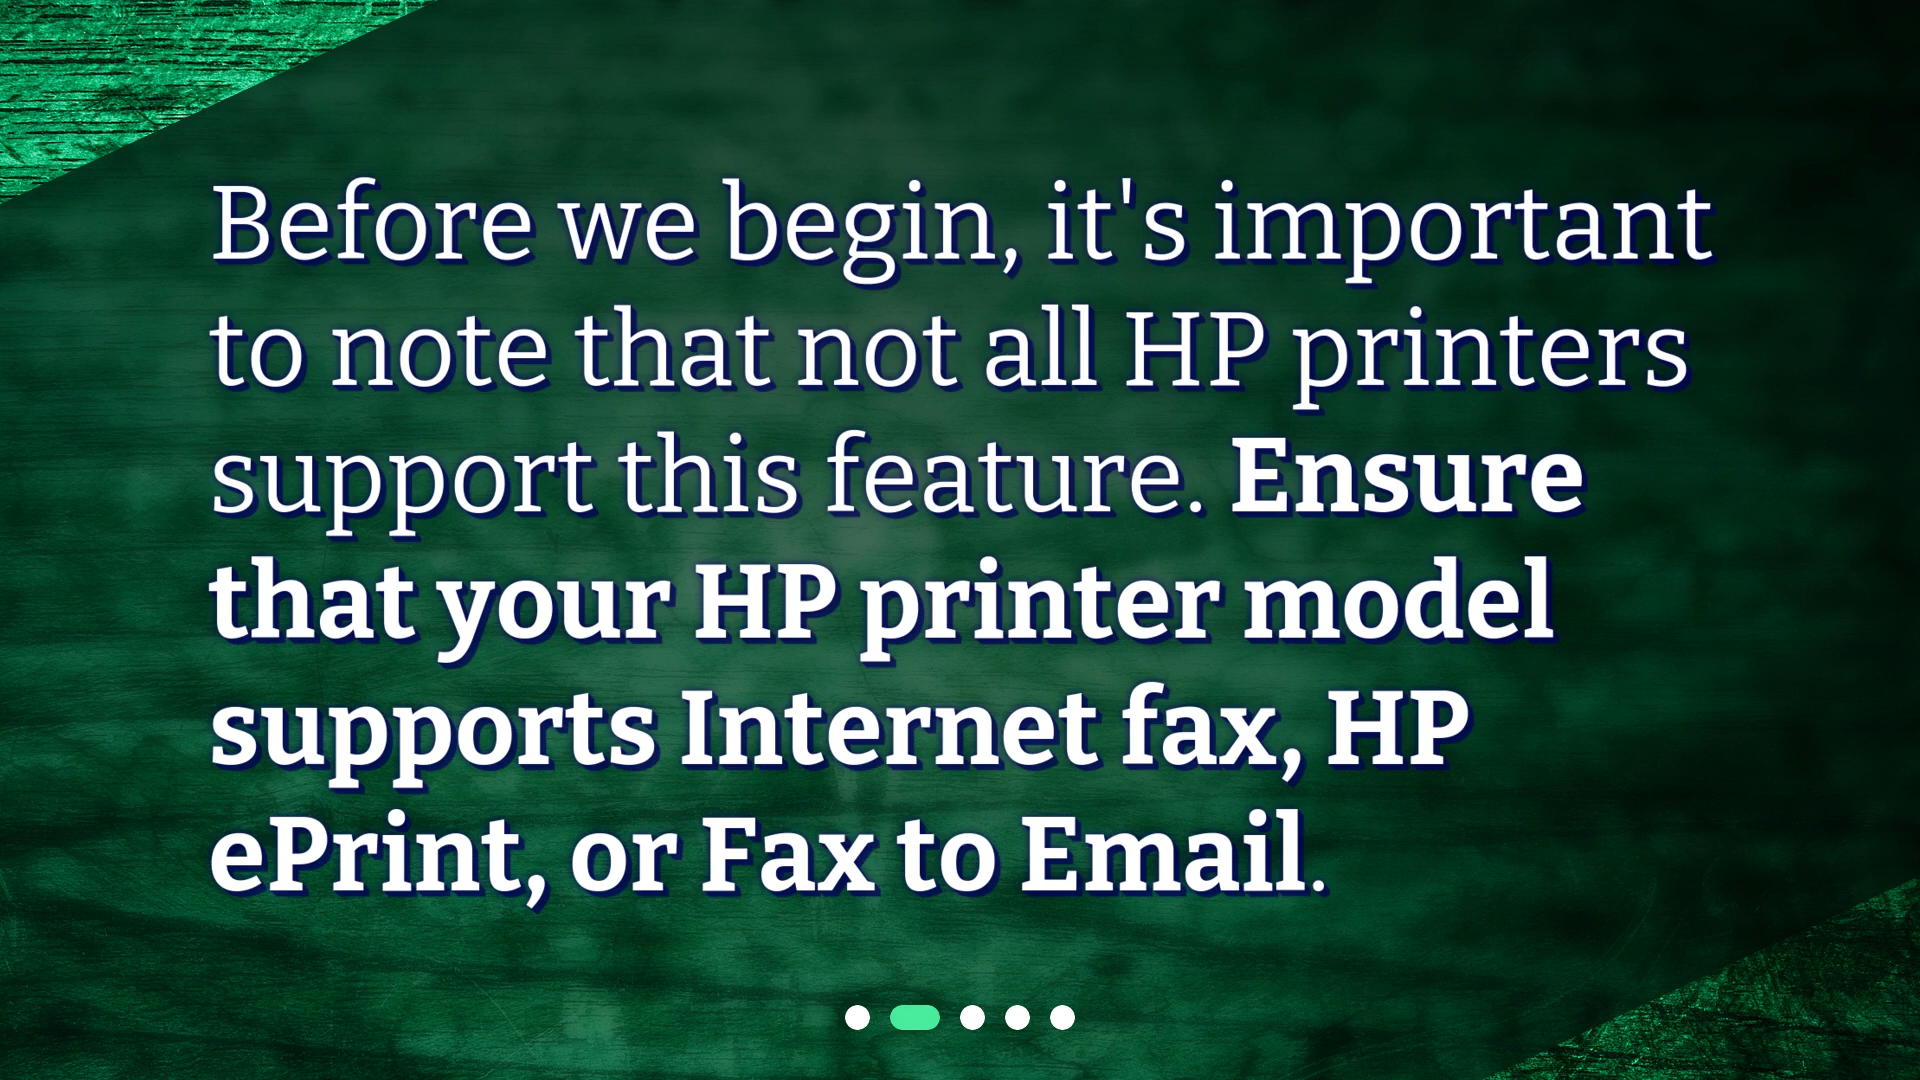 Before we begin, it's important
to note that not all HP printers
support this feature. Ensure
that your HP printer model
supports Internet fax, HP
ePrint, or Fax to Email.